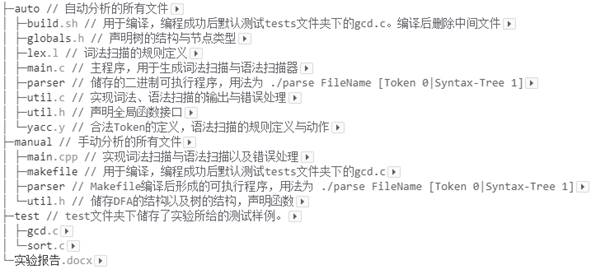 ├─auto // 自动分析的所有文件
│ ├─build.sh // 用于编译，编程成功后默认测试tests文件夹下的gcd.c。编译后删除中间文件
│ ├─globals.h // 声明树的结构与节点类型
│ ├─lex.l // 词法扫描的规则定义
│ ├─main.c // 主程序，用于生成词法扫描与语法扫描器
│ ├─parser // 储存的二进制可执行程序，用法为 ./parse FileName [Token 0|Syntax-Tree 1]
│ ├─util.c // 实现词法、语法扫描的输出与错误处理
│ ├─util.h // 声明全局函数接口
│ └─yacc.y // 合法Token的定义，语法扫描的规则定义与动作
├─manual // 手动分析的所有文件
│ ├─main.cpp // 实现词法扫描与语法扫描以及错误处理
│ ├─makefile // 用于编译，编程成功后默认测试tests文件夹下的gcd.c
│ ├─parser // Makefile编译后形成的可执行程序，用法为 ./parse FileName [Token 0|Syntax-Tree 1]
│ └─util.h // 储存DFA的结构以及树的结构，声明函数
├─test // test文件夹下储存了实验所给的测试样例。
│ ├─gcd.c
│ └─sort.c
└─实验报告.docx